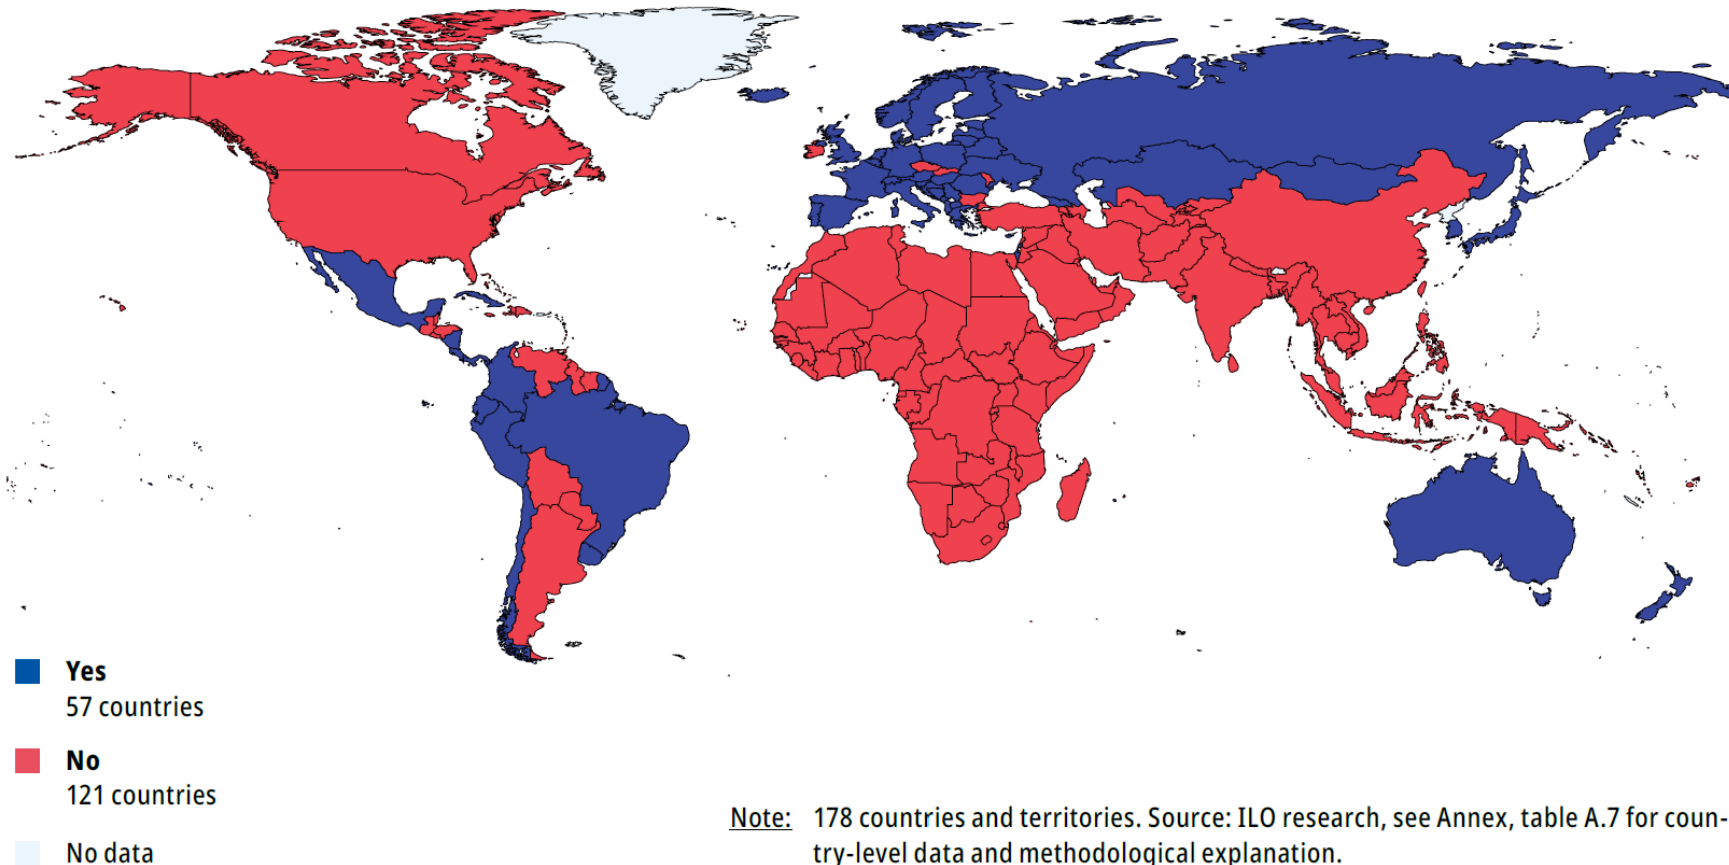 Yes
57 countries
No
121 countries
No data
Note: 178 countries and territories. Source: ILO research, see Annex, table A.7 for coun-
try-level data and methodological explanation.